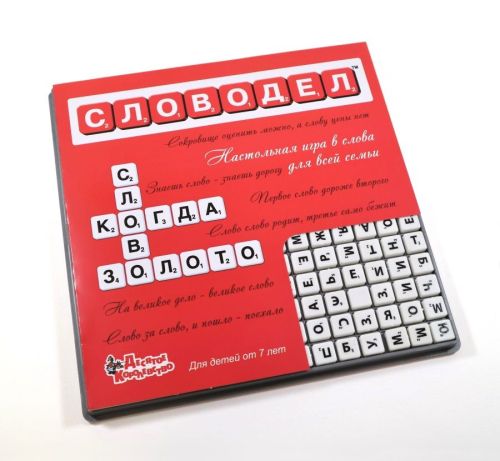 СЛОВОДЕЛ™
Сокровище оценить можно, а слову цены нет
Настольная игра в слова
для всей семьи
Знаешь слово - знаешь дорогу
Первое слово дороже второго
СЛОВО
КОГДА
Слово слово родит, третье само бежит
ЗОЛОТО
На великое дело - великое слово
Слово за слово, и пошло - поехало
Десятое
Королевство
Для детей от 7 лет